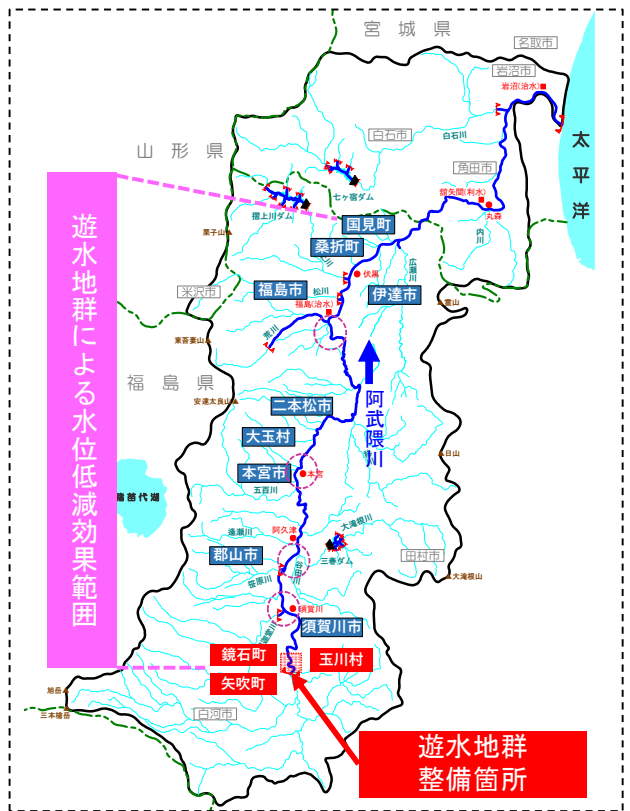 宮城県
名取市
岩沼市
岩沼(治水)
白石市
白石川
太平洋
山形県
角田市
七ヶ宿ダム
舘矢間(利水)
丸森
摺上川ダム
国見町
内川
栗子山
桑折町
広瀬川
伏黒
米沢市
福島市
松川
伊達市
霊山
福島(治水)
荒川
東吾妻山
遊水地群による水位低減効果範囲
福島県
阿武隈川
安達太良山
二本松市
大玉村
日山
本宮市
本宮
五百川
猪苗代湖
逢瀬川
阿久津
大滝根川
郡山市
谷田川
三春ダム
田村市
笹原川
大滝根山
須賀川
釈迦堂川
須賀川市
鏡石町
玉川村
矢吹町
旭岳
三本槍岳
白河市
遊水地群
整備箇所